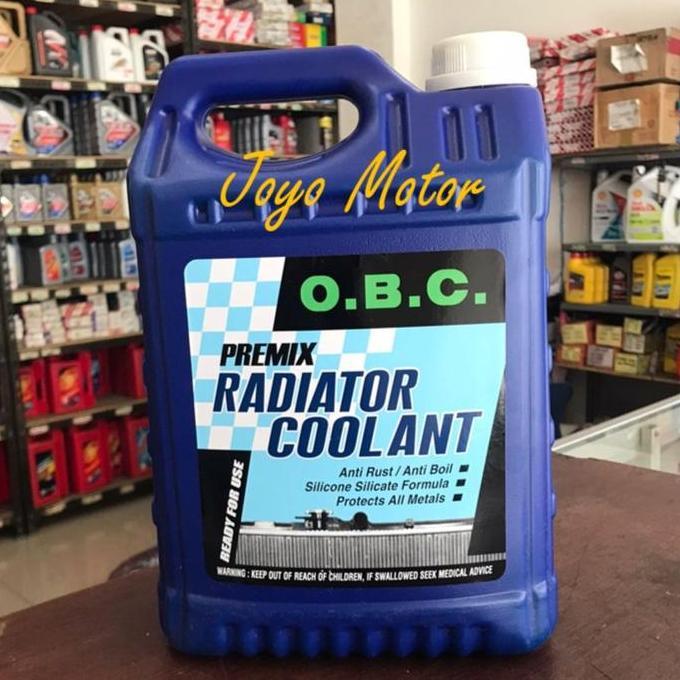 Joyo Motor
O.B.C.
PREMIX
RADIATOR
COOLANT
Anti Rust / Anti Boil
Silicone Silicate Formula
Protects All Metals
READY FOR USE
WARNING : KEEP OUT OF REACH OF CHILDREN, IF SWALLOWED SEEK MEDICAL ADVICE